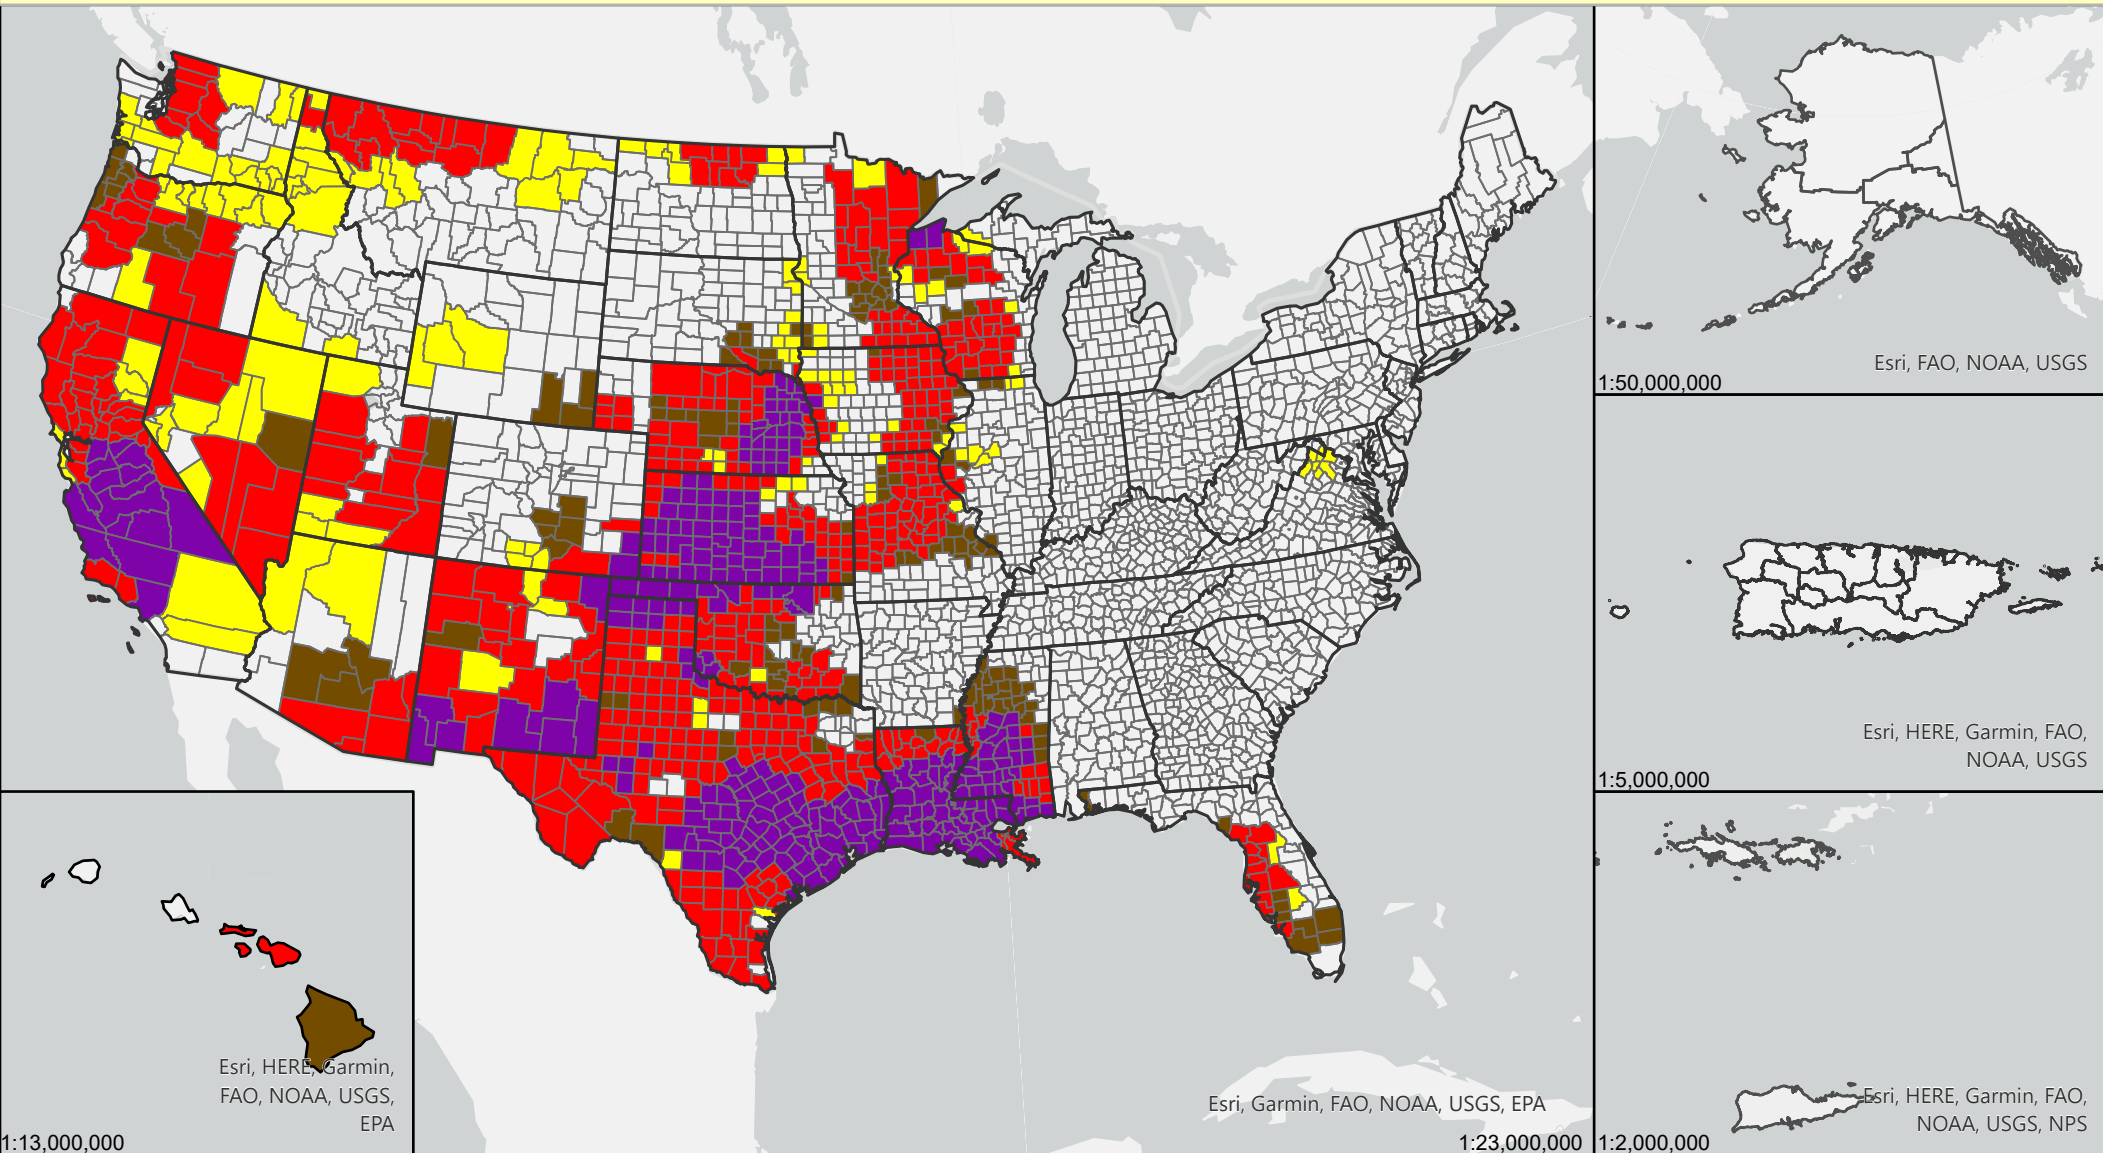 Esri, FAO, NOAA, USGS
1:50,000,000
Esri, HERE, Garmin, FAO,
NOAA, USGS
1:5,000,000
Esri, HERE, Garmin,
FAO, NOAA, USGS,
EPA
1:13,000,000
Esri, Garmin, FAO, NOAA, USGS, EPA
1:23,000,000
Esri, HERE, Garmin, FAO,
NOAA, USGS, NPS
1:2,000,000